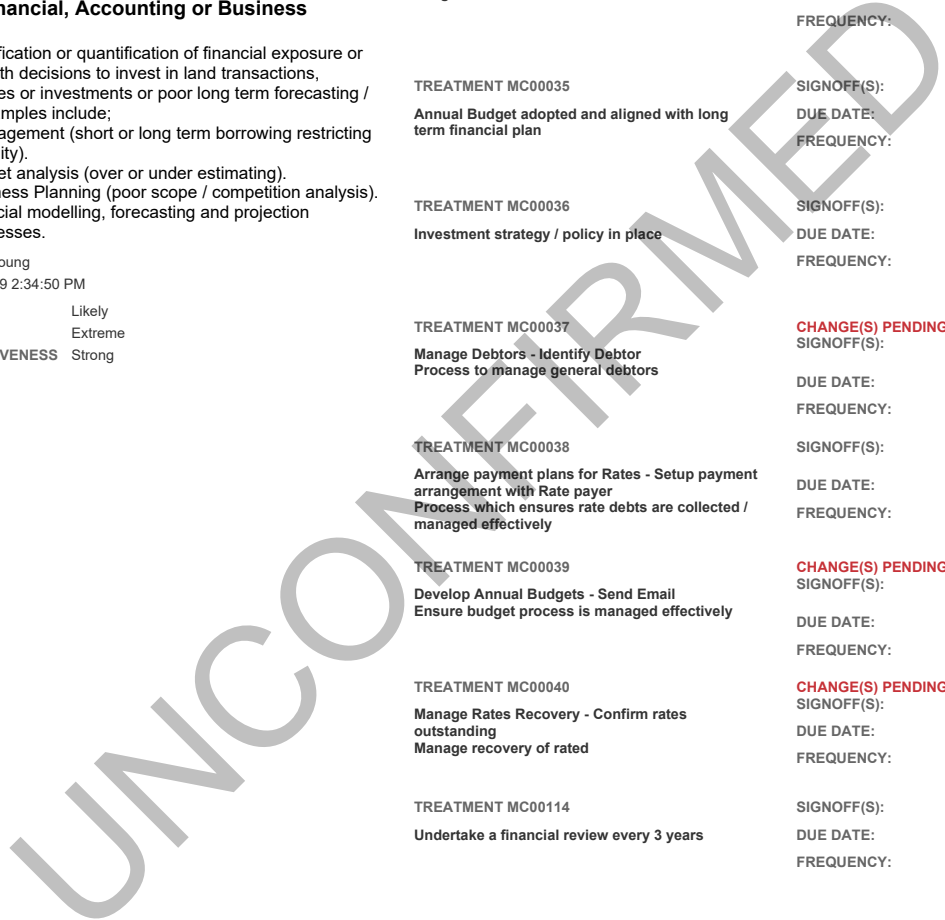 nancial, Accounting or Business
fication or quantification of financial exposure or
th decisions to invest in land transactions,
es or investments or poor long term forecasting /
mples include;
agement (short or long term borrowing restricting
ity).
et analysis (over or under estimating).
ness Planning (poor scope / competition analysis).
cial modelling, forecasting and projection
esses.
oung
9 2:34:50 PM
Likely
Extreme
VENESS Strong
FREQUENCY:
TREATMENT MC00035 SIGNOFF(S):
Annual Budget adopted and aligned with long DUE DATE:
term financial plan
FREQUENCY:
TREATMENT MC00036 SIGNOFF(S):
Investment strategy / policy in place DUE DATE:
FREQUENCY:
TREATMENT MC00037 CHANGE(S) PENDING
SIGNOFF(S):
Manage Debtors - Identify Debtor
Process to manage general debtors
DUE DATE:
FREQUENCY:
TREATMENT MC00038 SIGNOFF(S):
Arrange payment plans for Rates - Setup payment
arrangement with Rate payer DUE DATE:
Process which ensures rate debts are collected /
managed effectively FREQUENCY:
TREATMENT MC00039 CHANGE(S) PENDING
SIGNOFF(S):
Develop Annual Budgets - Send Email
Ensure budget process is managed effectively
DUE DATE:
FREQUENCY:
TREATMENT MC00040 CHANGE(S) PENDING
SIGNOFF(S):
Manage Rates Recovery - Confirm rates
outstanding DUE DATE:
Manage recovery of rated
FREQUENCY:
TREATMENT MC00114 SIGNOFF(S):
Undertake a financial review every 3 years DUE DATE:
FREQUENCY:
UNCONFIRMED